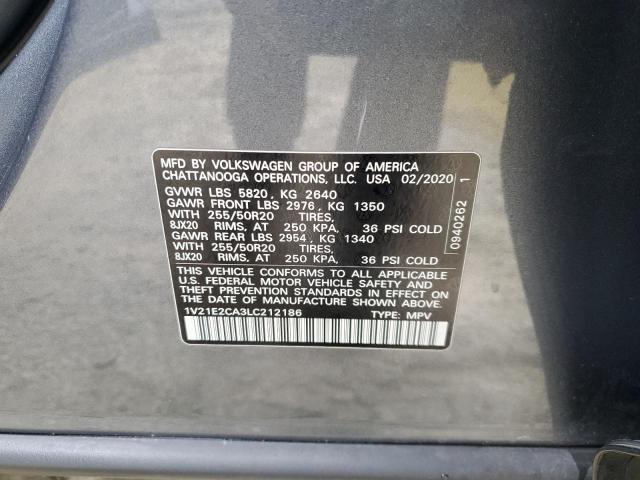 MFD BY VOLKSWAGEN GROUP OF AMERICA
CHATTANOOGA OPERATIONS, LLC. USA 02/2020
GVWR LBS 5820, KG 2640
GAWR FRONT LBS 2976, KG 1350
WITH 255/50R20 TIRES,
8JX20 RIMS, AT 250 KPA, 36 PSI COLD
GAWR REAR LBS 2954, KG 1340
WITH 255/50R20 TIRES,
8JX20 RIMS, AT 250 KPA, 36 PSI COLD
THIS VEHICLE CONFORMS TO ALL APPLICABLE
U.S. FEDERAL MOTOR VEHICLE SAFETY AND
THEFT PREVENTION STANDARDS IN EFFECT ON
DATE OF MANUFACTURE SHOWN ABOVE.
1V21E2CA3LC212186 TYPE: MPV
0940262 1